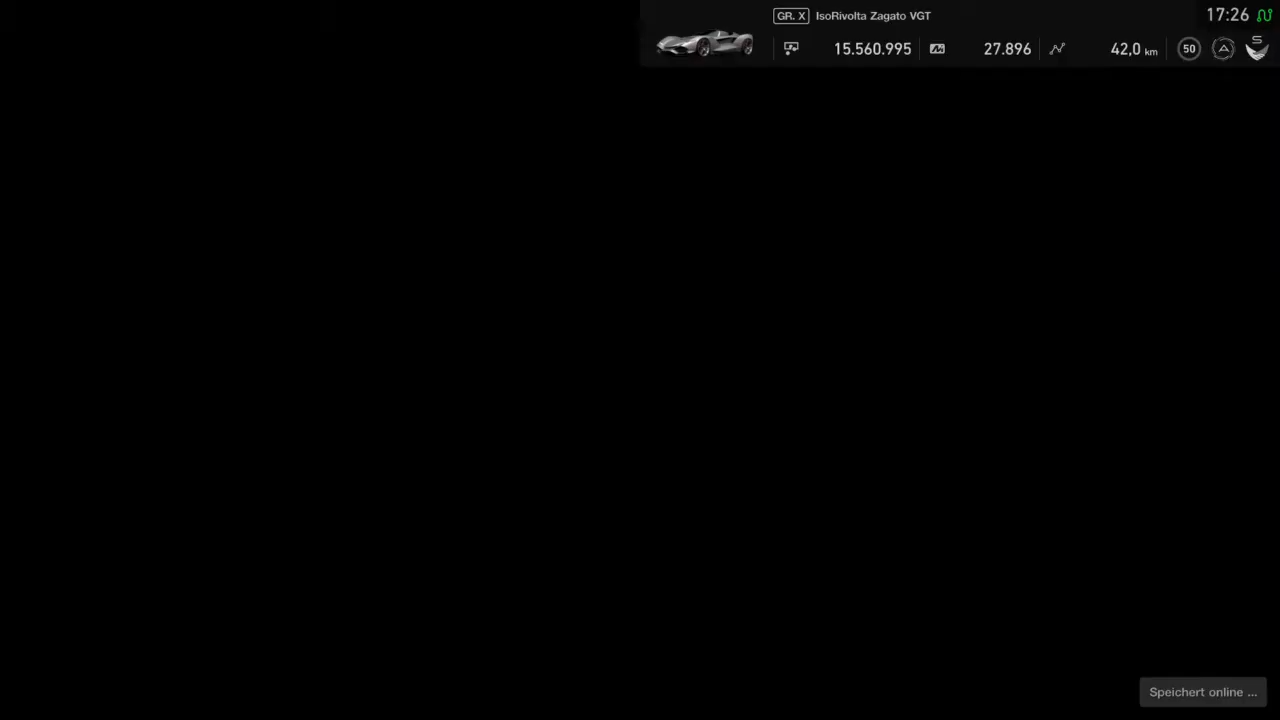 GR. X IsoRivolta Zagato VGT 17:26
15.560.995 27.896 42,0 km 50 A S
Speichert online ...